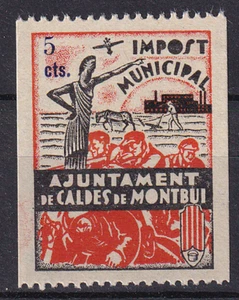 5
cts.
IMPOST
MUNICIPAL
AJUNTAMENT
DE CALDES DE MONTBUI